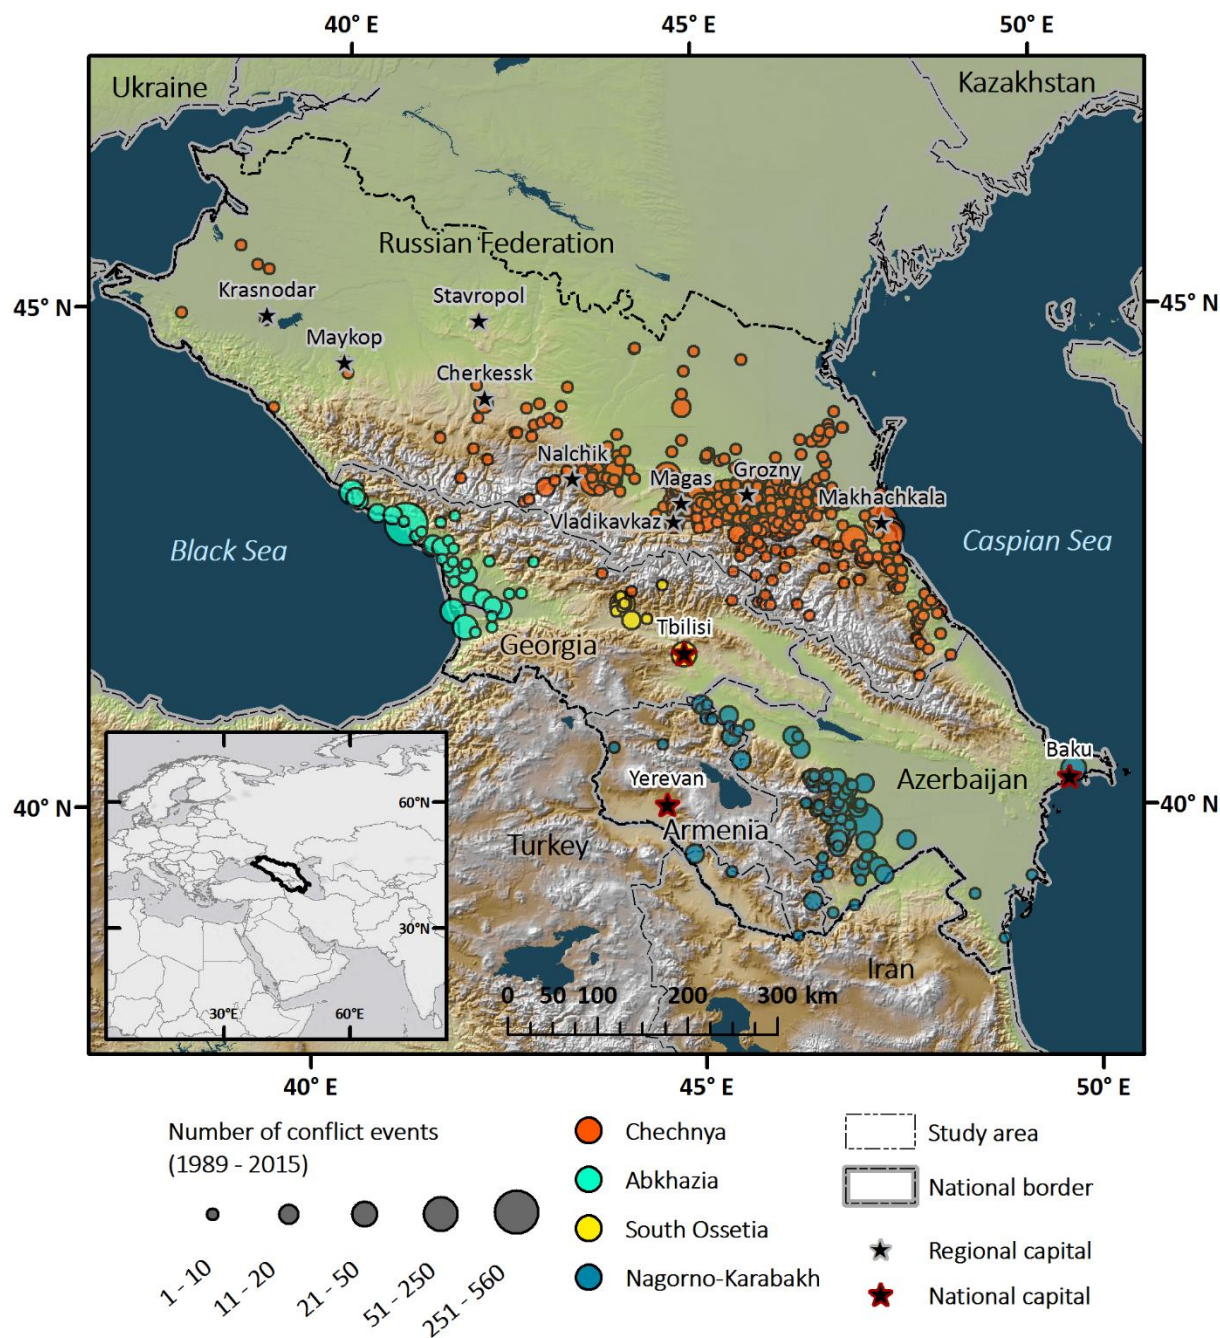 40° E
45° E
50° E
Ukraine
Kazakhstan
Russian Federation
Krasnodar
Stavropol
45° N
45° N
Maykop
Cherkessk
Nalchik
Magas
Grozny
Makhachkala
Vladikavkaz
Black Sea
Caspian Sea
Tbilisi
Georgia
Baku
Yerevan
Azerbaijan
40° N
40° N
60°N
Armenia
Turkey
30°N
Iran
0 50 100 200 300 km
30°E
60°E
40° E
45° E
50° E
Number of conflict events
(1989 - 2015)
1 - 10
11 - 20
21 - 50
51 - 250
251 - 560
Chechnya
Abkhazia
South Ossetia
Nagorno-Karabakh
Study area
National border
Regional capital
National capital